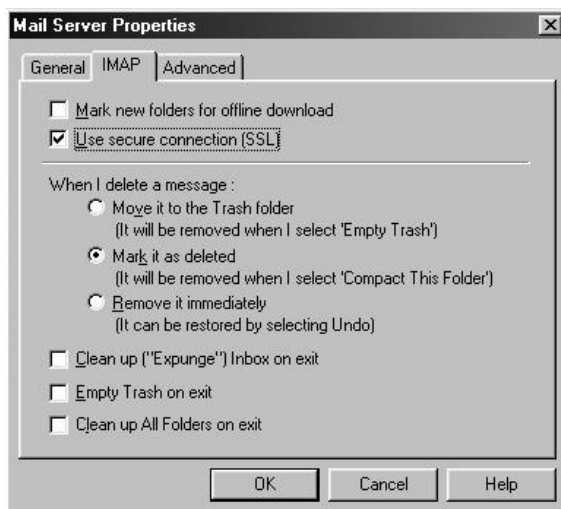 Mail Server Properties
General IMAP Advanced
Mark new folders for offline download
Use secure connection (SSL)
When I delete a message :
Move it to the Trash folder
(It will be removed when I select 'Empty Trash')
Mark it as deleted
(It will be removed when I select 'Compact This Folder')
Remove it immediately
(It can be restored by selecting Undo)
Clean up ("Expunge") Inbox on exit
Empty Trash on exit
Clean up All Folders on exit
OK Cancel Help